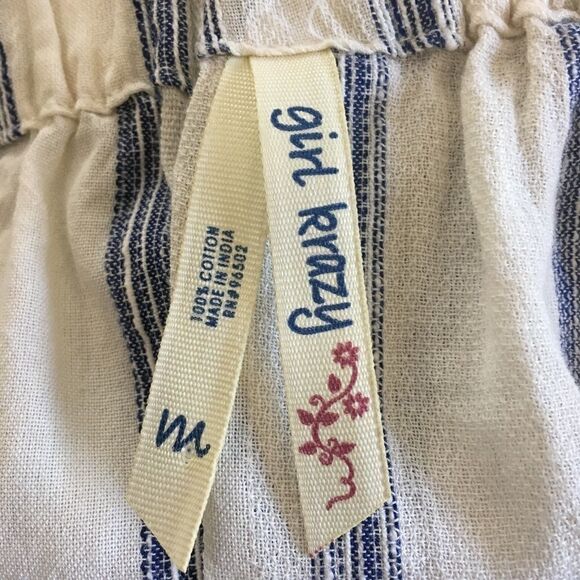 100% COTTON
MADE IN INDIA
RN#96502
M
girl krazy